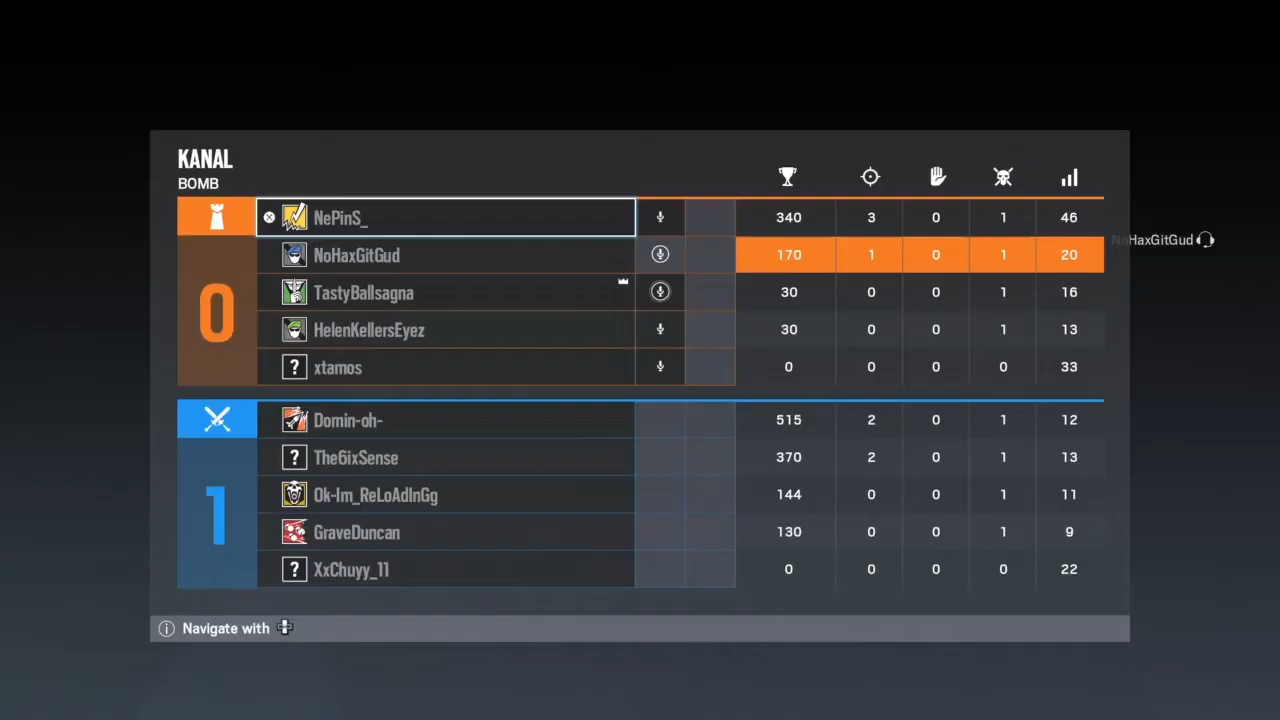 KANAL
BOMB
NePinS_ 340 3 0 1 46
NoHaxGitGud 170 1 0 1 20
NoHaxGitGud
TastyBallsagna 30 0 0 1 16
HelenKellersEyez 30 0 0 1 13
? xtamos 0 0 0 0 33
0
Domin-oh- 515 2 0 1 12
? The6ixSense 370 2 0 1 13
Ok-Im_ReLoAdInGg 144 0 0 1 11
GraveDuncan 130 0 0 1 9
? XxChuyy_11 0 0 0 0 22
1
Navigate with